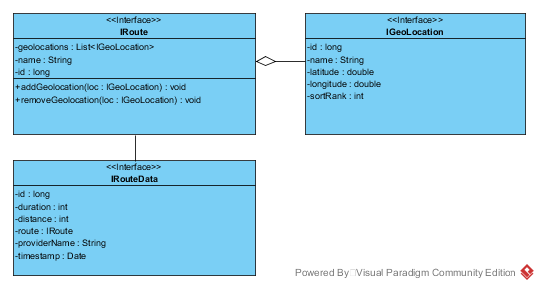 <<Interface>>
IRoute
-geolocations : List<IGeoLocation>
-name : String
-id : long
+addGeolocation(loc : IGeoLocation) : void
+removeGeolocation(loc : IGeoLocation) : void
<<Interface>>
IGeoLocation
-id : long
-name : String
-latitude : double
-longitude : double
-sortRank : int
<<Interface>>
IRouteData
-id : long
-duration : int
-distance : int
-route : IRoute
-providerName : String
-timestamp : Date
Powered By Visual Paradigm Community Edition